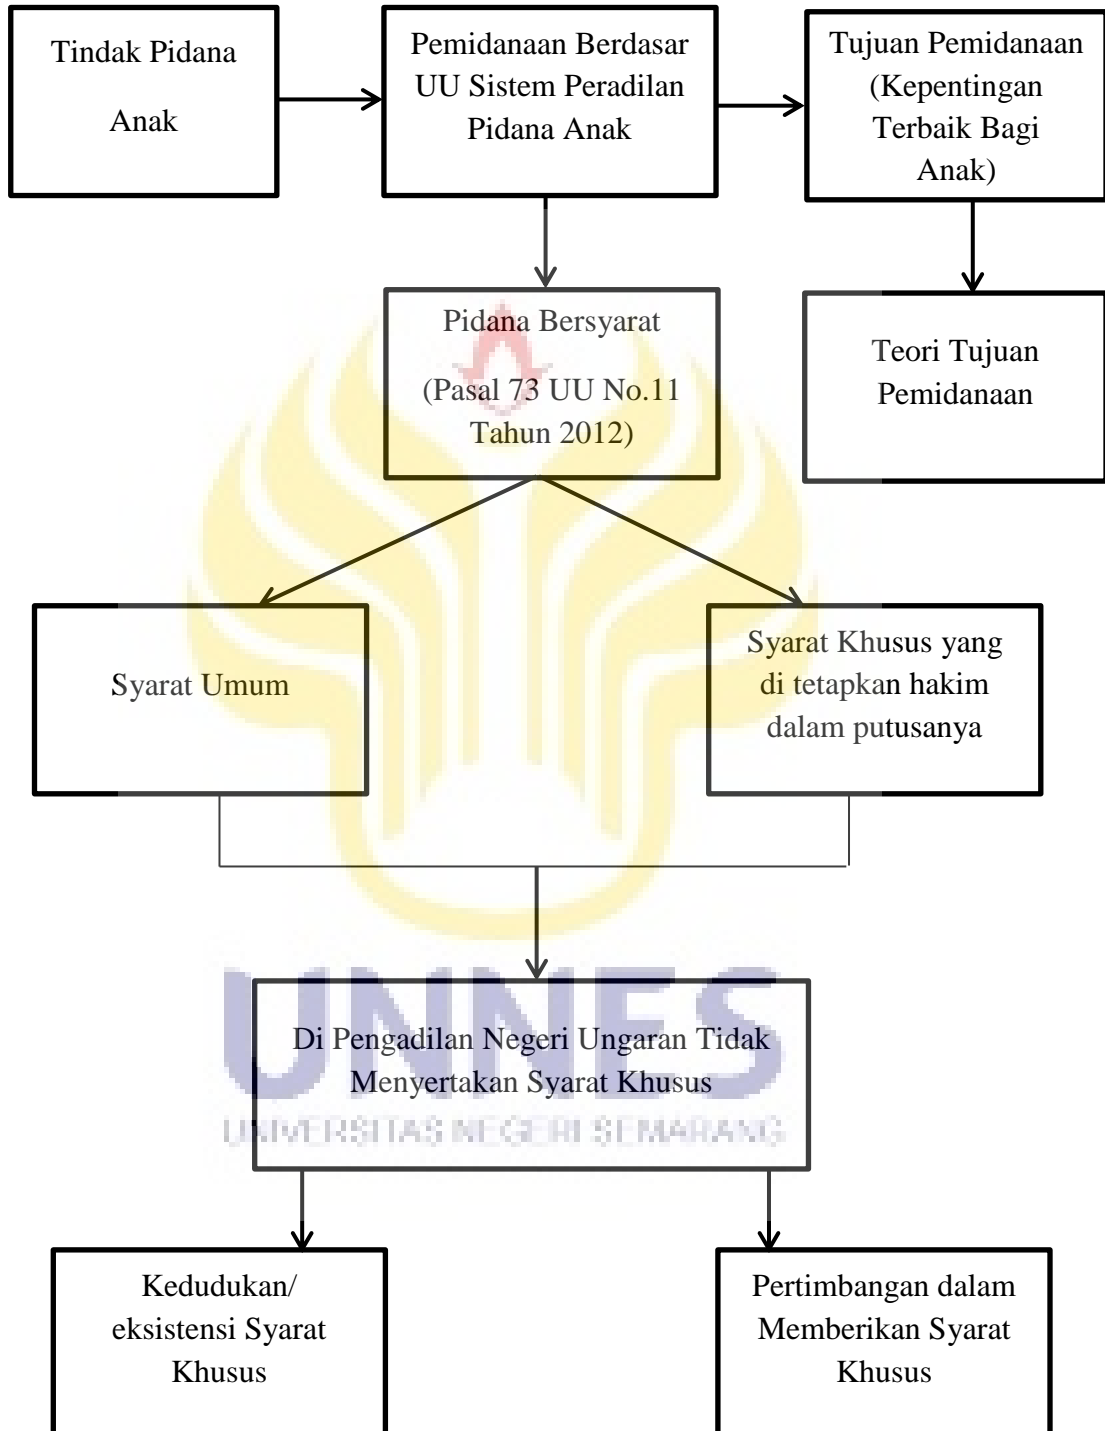 Tindak Pidana
Anak
Pemidanaan Berdasar
UU Sistem Peradilan
Pidana Anak
Tujuan Pemidanaan
(Kepentingan
Terbaik Bagi
Anak)
Pidana Bersyarat
(Pasal 73 UU No.11
Tahun 2012)
Teori Tujuan
Pemidanaan
Syarat Umum
Syarat Khusus yang
di tetapkan hakim
dalam putusanya
Di Pengadilan Negeri Ungaran Tidak
Menyertakan Syarat Khusus
UNNES
UNIVERSITAS NEGERI SEMARANG
Kedudukan/
eksistensi Syarat
Khusus
Pertimbangan dalam
Memberikan Syarat
Khusus